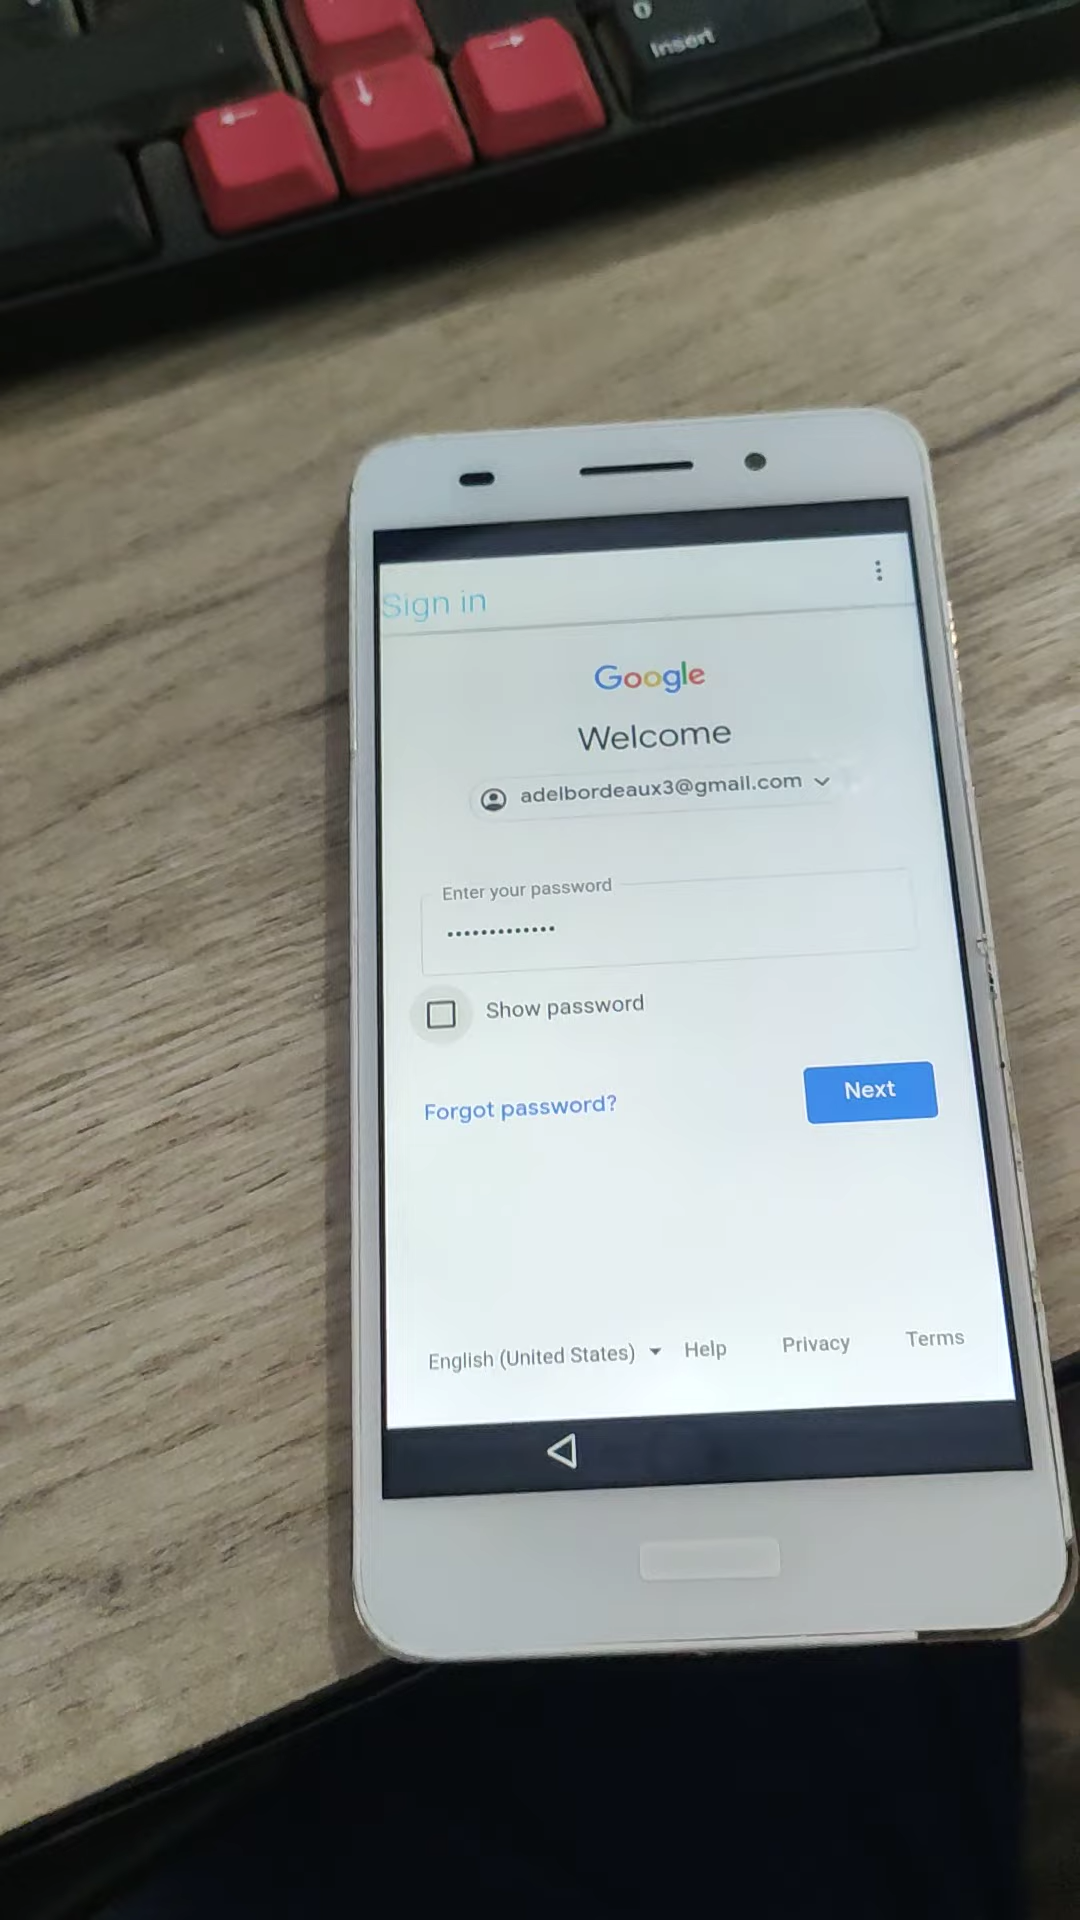 0
Insert
Sign in
Google
Welcome
adelbordeaux3@gmail.com
Enter your password
•••••••••••••
Show password
Forgot password?
Next
English (United States) Help Privacy Terms